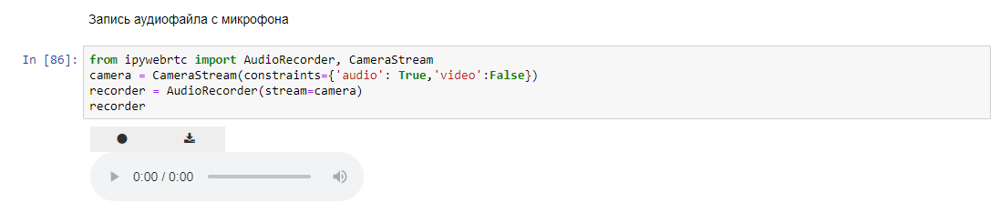 Запись аудиофайла с микрофона
In [86]: from ipywebrtc import AudioRecorder, CameraStream
camera = CameraStream(constraints={'audio': True,'video':False})
recorder = AudioRecorder(stream=camera)
recorder
0:00 / 0:00